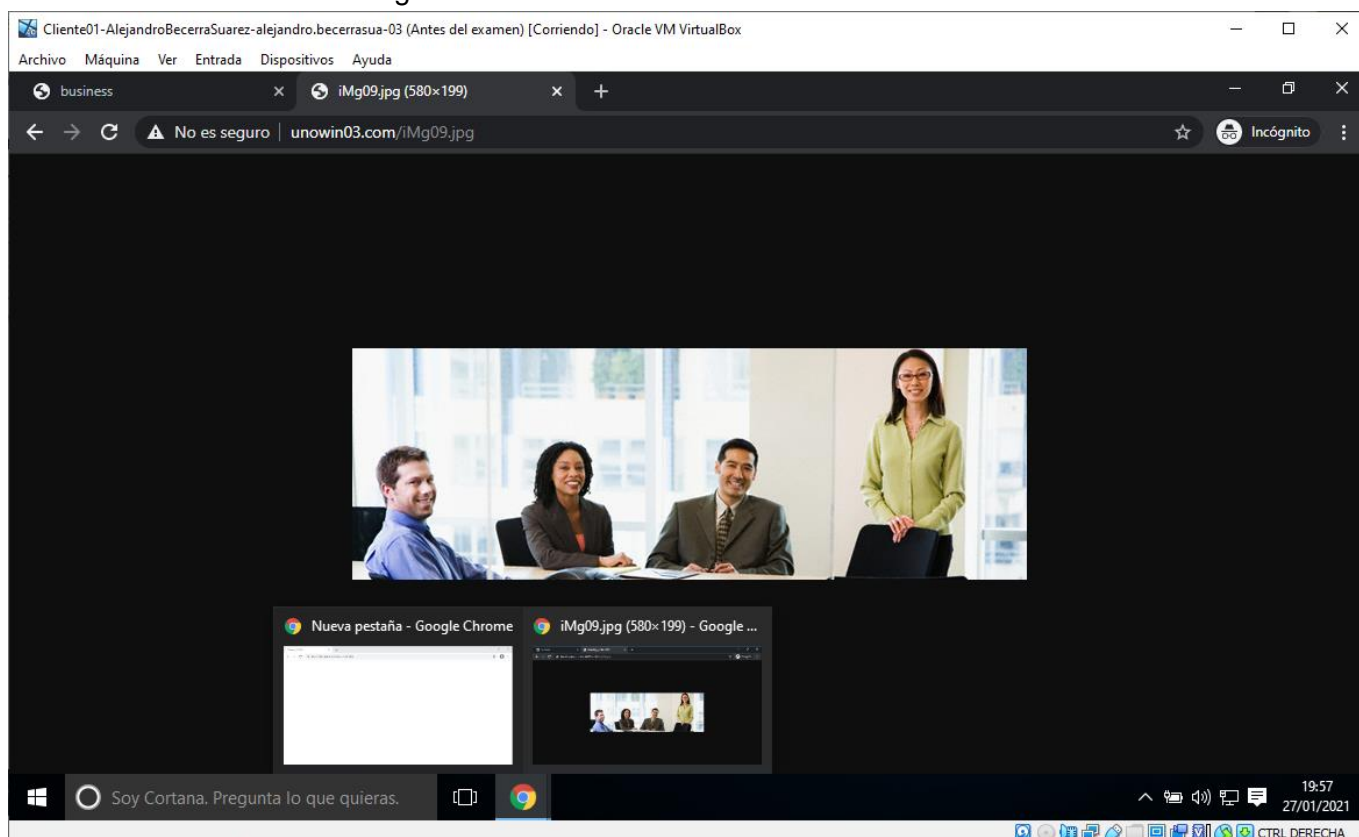 Cliente01-AlejandroBecerraSuarez-alejandro.becerrasua-03 (Antes del examen) [Corriendo] - Oracle VM VirtualBox
Archivo Máquina Ver Entrada Dispositivos Ayuda
business iMg09.jpg (580×199)
No es seguro | unowin03.com/iMg09.jpg Incógnito
Nueva pestaña - Google Chrome iMg09.jpg (580×199) - Google ...
Soy Cortana. Pregunta lo que quieras. 19:57
27/01/2021
CTRL DERECHA